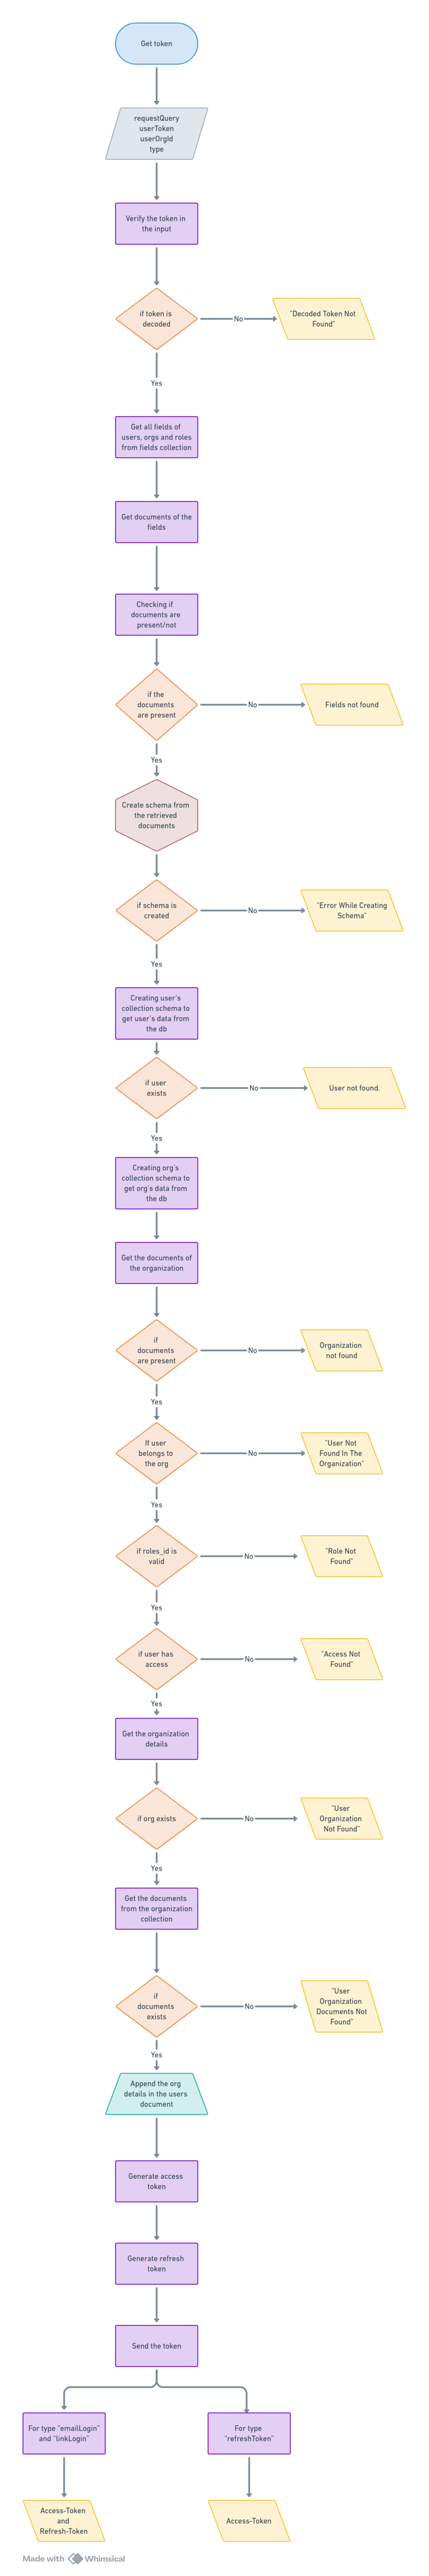 Get token
requestQuery
userToken
userOrgId
type
Verify the token in
the input
if token is
decoded
No
"Decoded Token Not
Found"
Yes
Get all fields of
users, orgs and roles
from fields collection
Get documents of the
fields
Checking if
documents are
present/not
if the
documents
are present
No
Fields not found
Yes
Create schema from
the retrieved
documents
if schema is
created
No
"Error While Creating
Schema"
Yes
Creating user's
collection schema to
get user's data from
the db
if user
exists
No
User not found.
Yes
Creating org's
collection schema to
get org's data from
the db
Get the documents of
the organization
if
documents
are present
No
Organization
not found
Yes
If user
belongs to
the org
No
"User Not
Found In The
Organization"
Yes
if roles_id is
valid
No
"Role Not
Found"
Yes
if user has
access
No
"Access Not
Found"
Yes
Get the organization
details
if org exists
No
"User
Organization
Not Found"
Yes
Get the documents
from the organization
collection
if
documents
exists
No
"User
Organization
Documents Not
Found"
Yes
Append the org
details in the users
document
Generate access
token
Generate refresh
token
Send the token
For type "emailLogin"
and "linkLogin"
For type
"refreshToken"
Access-Token
and
Refresh-Token
Access-Token
Made with Whimsical